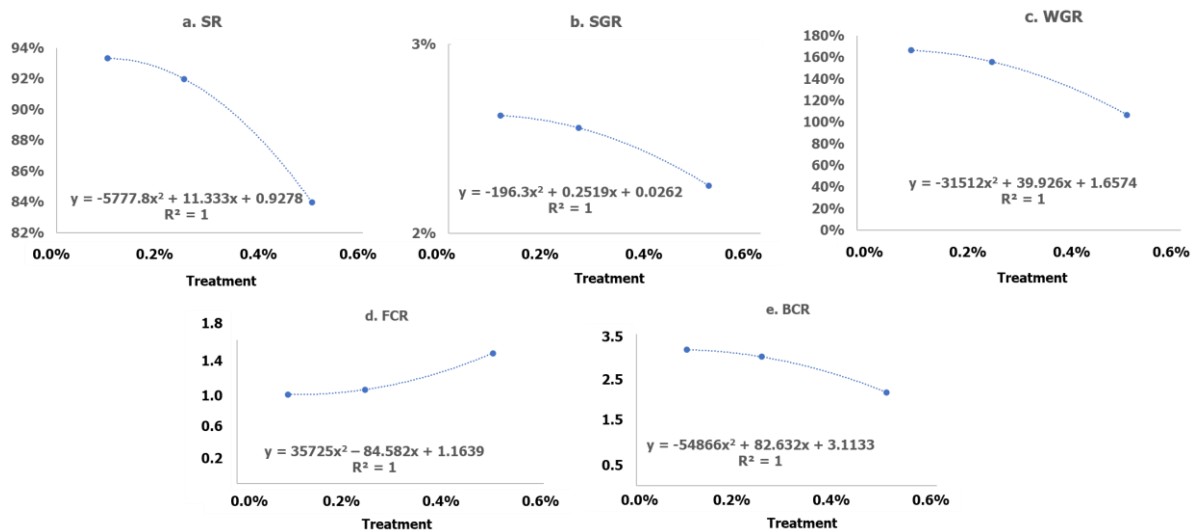 a. SR
94%
92%
90%
88%
86%
84%
82%
y = -5777.8x² + 11.333x + 0.9278
R² = 1
0.0% 0.2% 0.4% 0.6%
Treatment
b. SGR
3%
2%
y = -196.3x² + 0.2519x + 0.0262
R² = 1
0.0% 0.2% 0.4% 0.6%
Treatment
c. WGR
180%
160%
140%
120%
100%
80%
60%
40%
20%
0%
y = -31512x² + 39.926x + 1.6574
R² = 1
0.0% 0.2% 0.4% 0.6%
Treatment
d. FCR
1.8
1.4
1.0
0.6
0.2
y = 35725x² – 84.582x + 1.1639
R² = 1
0.0% 0.2% 0.4% 0.6%
Treatment
e. BCR
3.5
2.5
1.5
0.5
y = -54866x² + 82.632x + 3.1133
R² = 1
0.0% 0.2% 0.4% 0.6%
Treatment